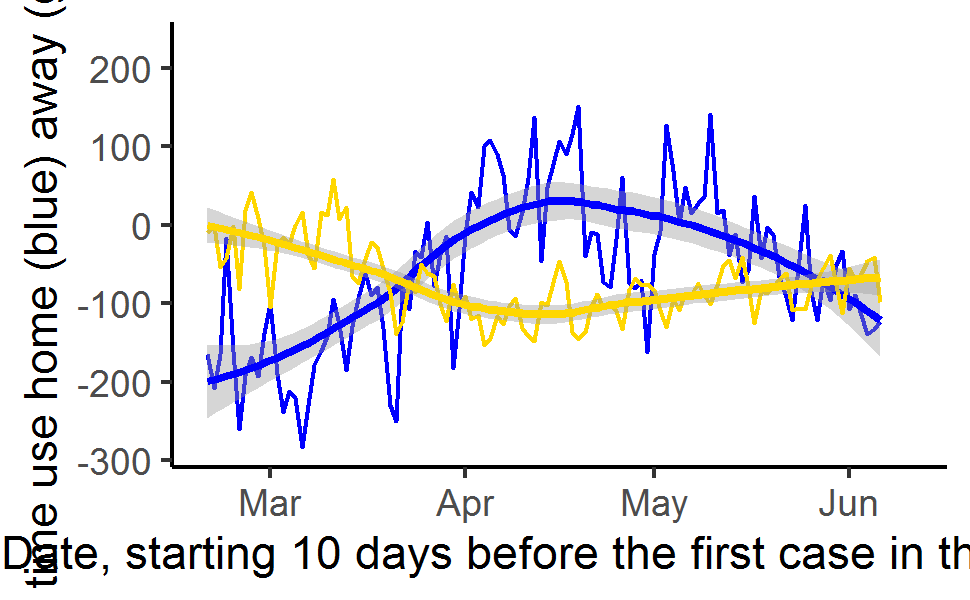 time use home (blue) away (
200
100
0
-100
-200
-300
Mar Apr May Jun
Date, starting 10 days before the first case in th